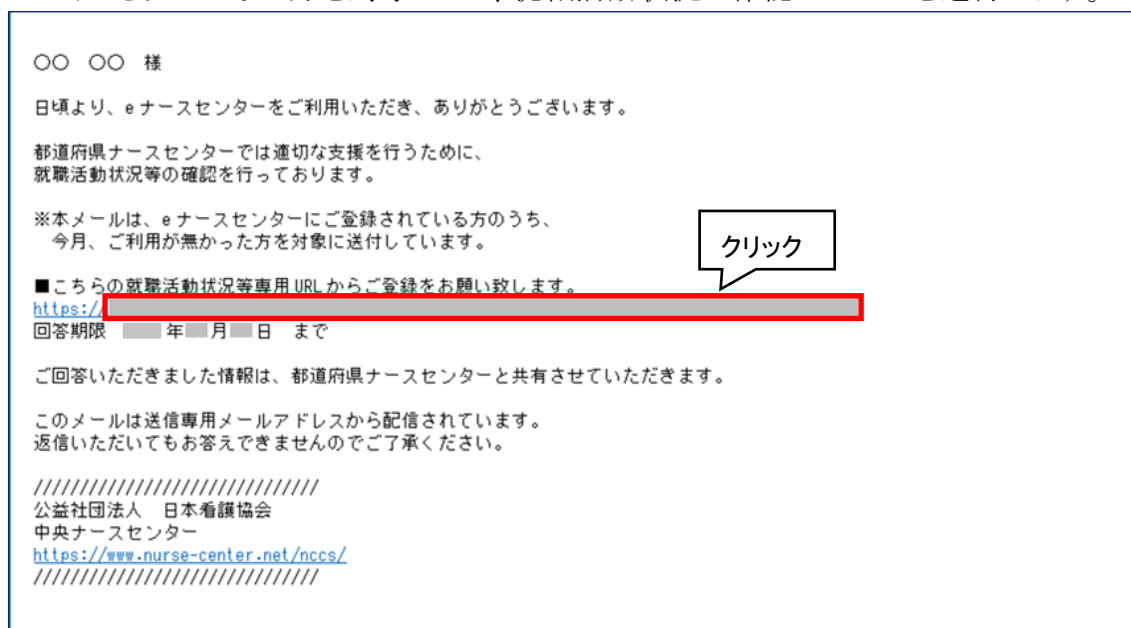 〇〇 〇〇 様
日頃より、eナースセンターをご利用いただき、ありがとうございます。
都道府県ナースセンターでは適切な支援を行うために、
就職活動状況等の確認を行っております。
※本メールは、eナースセンターにご登録されている方のうち、
今月、ご利用が無かった方を対象に送付しています。
クリック
■こちらの就職活動状況等専用URLからご登録をお願い致します。
https://
回答期限 年 月 日 まで
ご回答いただきました情報は、都道府県ナースセンターと共有させていただきます。
このメールは送信専用メールアドレスから配信されています。
返信いただいてもお答えできませんのでご了承ください。
////////////////////////////////
公益社団法人 日本看護協会
中央ナースセンター
https://www.nurse-center.net/nccs/
////////////////////////////////